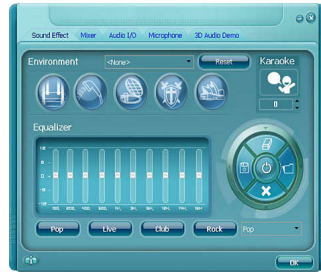 Sound Effect Mixer Audio I/O Microphone 3D Audio Demo
Environment <None> Reset Karaoke
0
Equalizer
Pop Live Club Rock Pop
OK